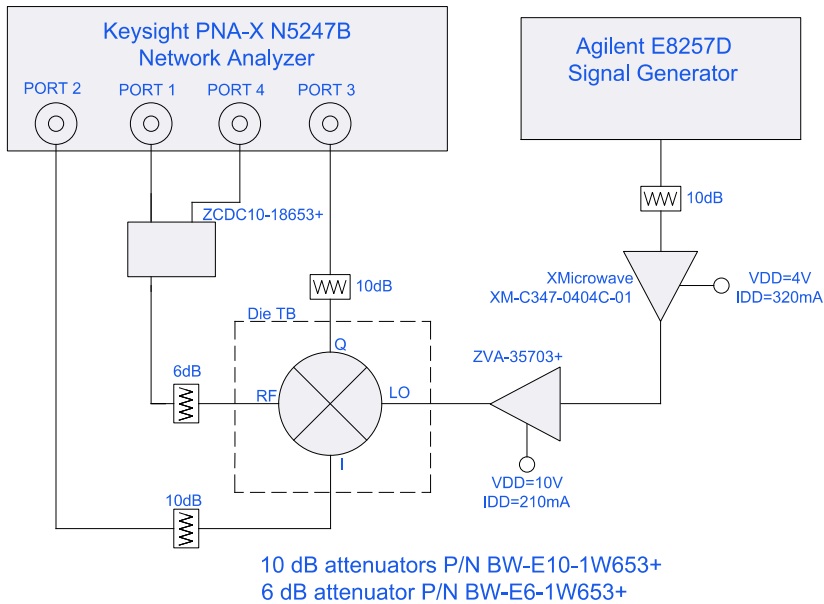 Keysight PNA-X N5247B
Network Analyzer
PORT 2
PORT 1
PORT 4
PORT 3
Agilent E8257D
Signal Generator
ZCDC10-18653+
10dB
XMicrowave
XM-C347-0404C-01
VDD=4V
IDD=320mA
10dB
Die TB
Q
ZVA-35703+
6dB
RF
LO
I
VDD=10V
IDD=210mA
10dB
10 dB attenuators P/N BW-E10-1W653+
6 dB attenuator P/N BW-E6-1W653+